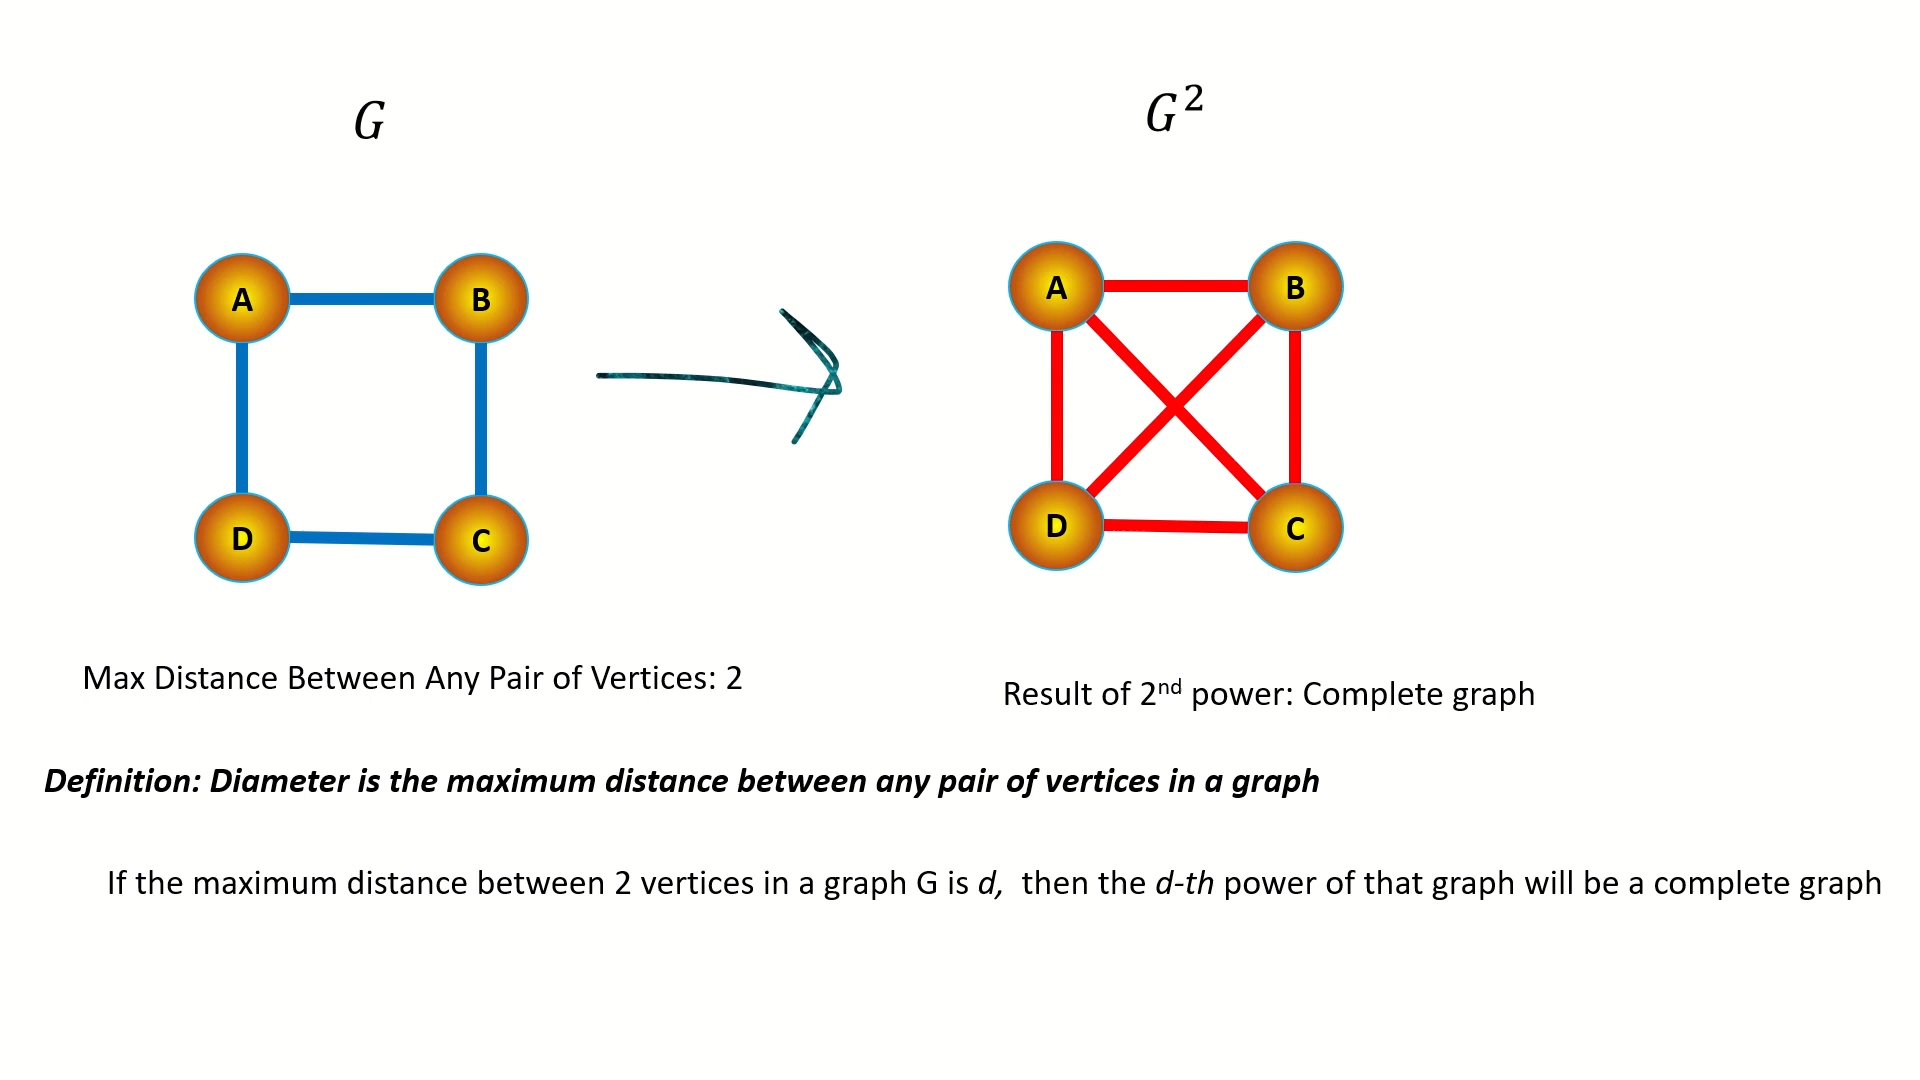 G
G²
A
B
D
C
A
B
D
C
Max Distance Between Any Pair of Vertices: 2
Result of 2nd power: Complete graph
Definition: Diameter is the maximum distance between any pair of vertices in a graph
If the maximum distance between 2 vertices in a graph G is d, then the d-th power of that graph will be a complete graph